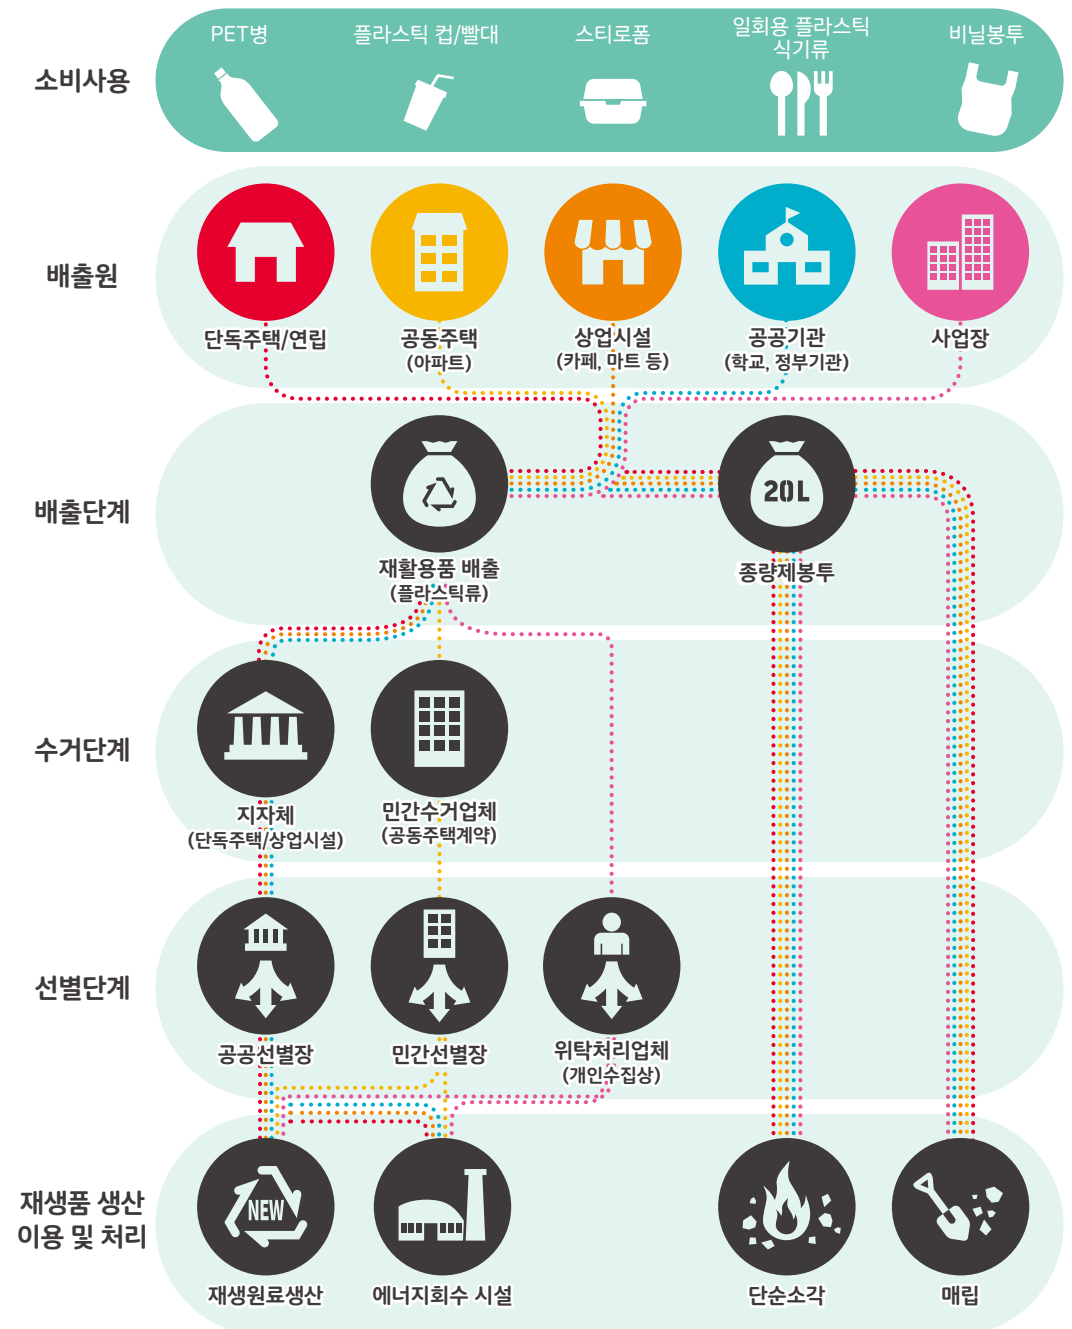 소비사용
PET병
플라스틱 컵/빨대
스티로폼
일회용 플라스틱
식기류
비닐봉투
배출원
단독주택/연립
공동주택
(아파트)
상업시설
(카페, 마트 등)
공공기관
(학교, 정부기관)
사업장
배출단계
20L
재활용품 배출
(플라스틱류)
종량제봉투
수거단계
지자체
(단독주택/상업시설)
민간수거업체
(공동주택계약)
선별단계
공공선별장
민간선별장
위탁처리업체
(개인수집상)
재생품 생산
이용 및 처리
NEW
재생원료생산
에너지회수 시설
단순소각
매립